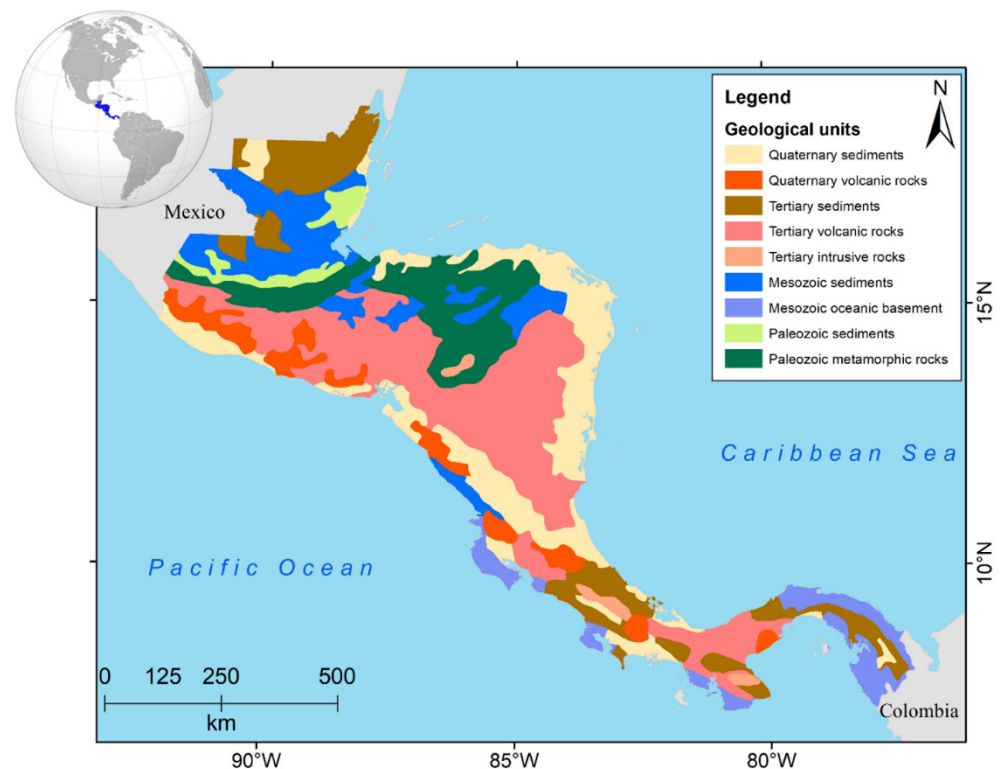 Legend
N
Geological units
Quaternary sediments
Quaternary volcanic rocks
Tertiary sediments
Tertiary volcanic rocks
Tertiary intrusive rocks
Mesozoic sediments
Mesozoic oceanic basement
Paleozoic sediments
Paleozoic metamorphic rocks
Mexico
15°N
Caribbean Sea
Pacific Ocean
10°N
0 125 250 500
km
Colombia
90°W 85°W 80°W